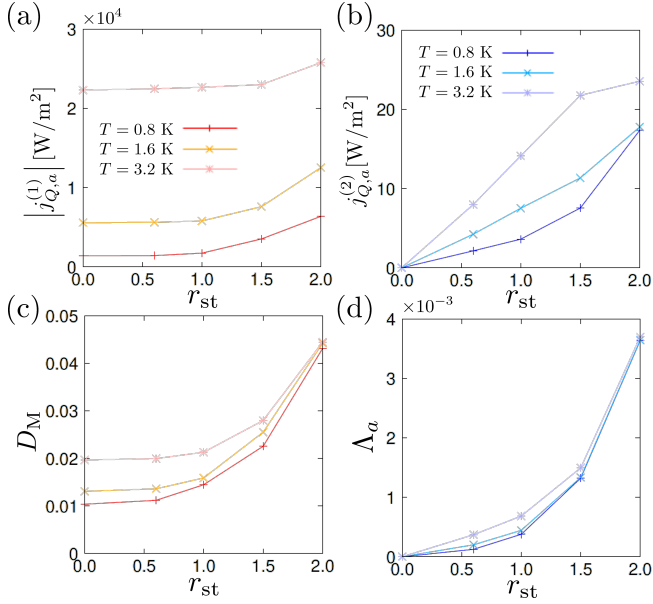 (a)
×10⁴
3
2
1
0
|j_{Q,a}^{(1)}| [W/m²]
T = 0.8 K
T = 1.6 K
T = 3.2 K
0.0 0.5 1.0 1.5 2.0
r_st
(b)
30
20
10
0
j_{Q,a}^{(2)} [W/m²]
T = 0.8 K
T = 1.6 K
T = 3.2 K
0.0 0.5 1.0 1.5 2.0
r_st
(c)
0.05
0.04
0.03
0.02
0.01
0
D_M
0.0 0.5 1.0 1.5 2.0
r_st
(d)
×10⁻³
4
3
2
1
0
Λ_a
0.0 0.5 1.0 1.5 2.0
r_st